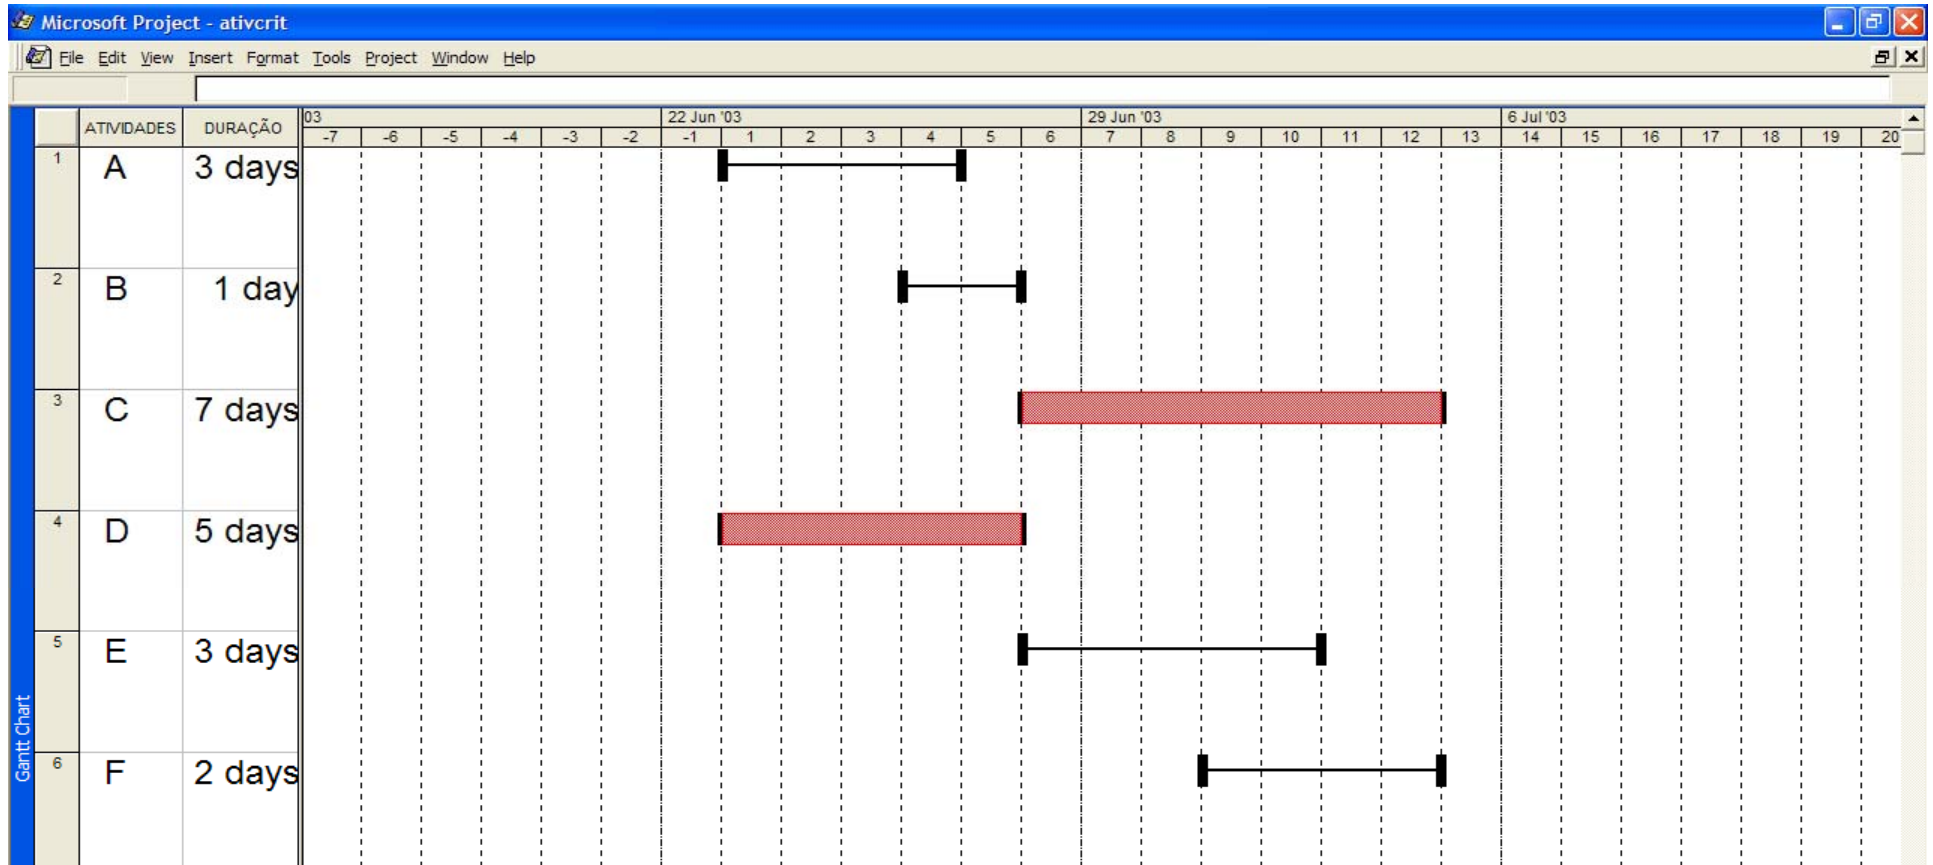 Microsoft Project - ativcrit
File Edit View Insert Format Tools Project Window Help
ATIVIDADES DURAÇÃO 03 22 Jun '03 29 Jun '03 6 Jul '03
-7 -6 -5 -4 -3 -2 -1 1 2 3 4 5 6 7 8 9 10 11 12 13 14 15 16 17 18 19 20
1 A 3 days
2 B 1 day
3 C 7 days
4 D 5 days
5 E 3 days
6 F 2 days
Gantt Chart